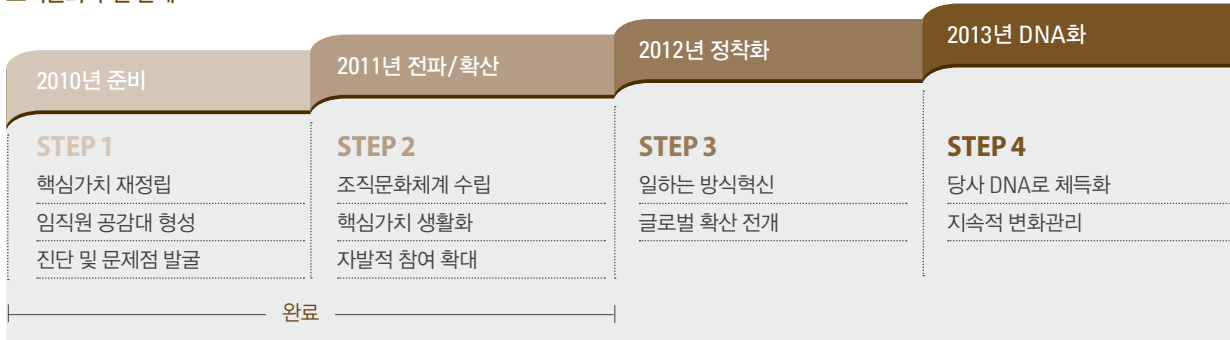 2010년 준비
2011년 전파/확산
2012년 정착화
2013년 DNA화
STEP 1
핵심가치 재정립
임직원 공감대 형성
진단 및 문제점 발굴
STEP 2
조직문화체계 수립
핵심가치 생활화
자발적 참여 확대
STEP 3
일하는 방식혁신
글로벌 확산 전개
STEP 4
당사 DNA로 체득화
지속적 변화관리
완료